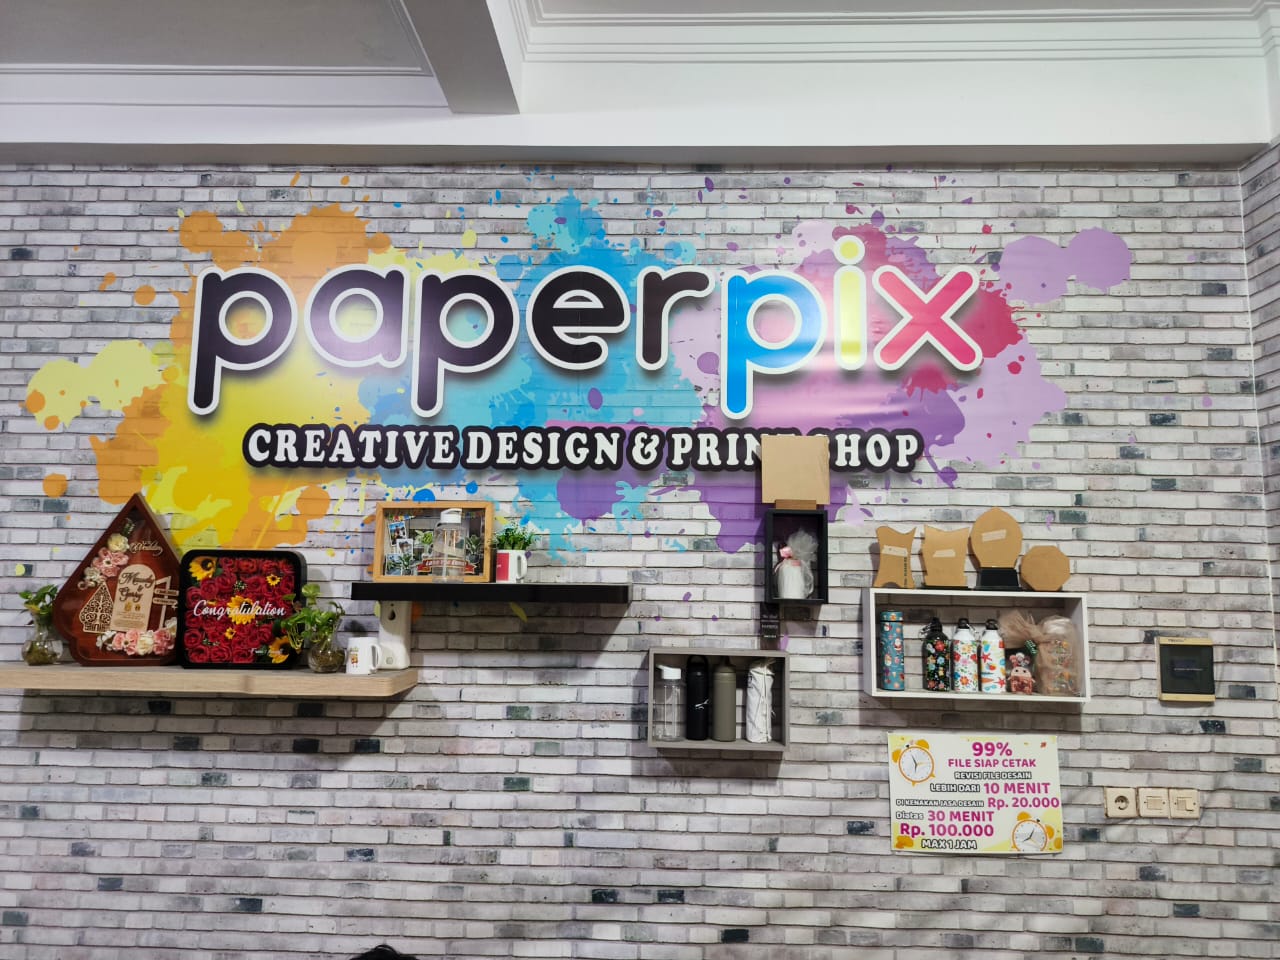 paperpix
CREATIVE DESIGN & PRINT SHOP
Congratulation
99%
FILE SIAP CETAK
REVISI FILE DESAIN
LEBIH DARI 10 MENIT
DI KENAKAN JASA DESAIN Rp. 20.000
Diatas 30 MENIT
Rp. 100.000
MAX 1 JAM